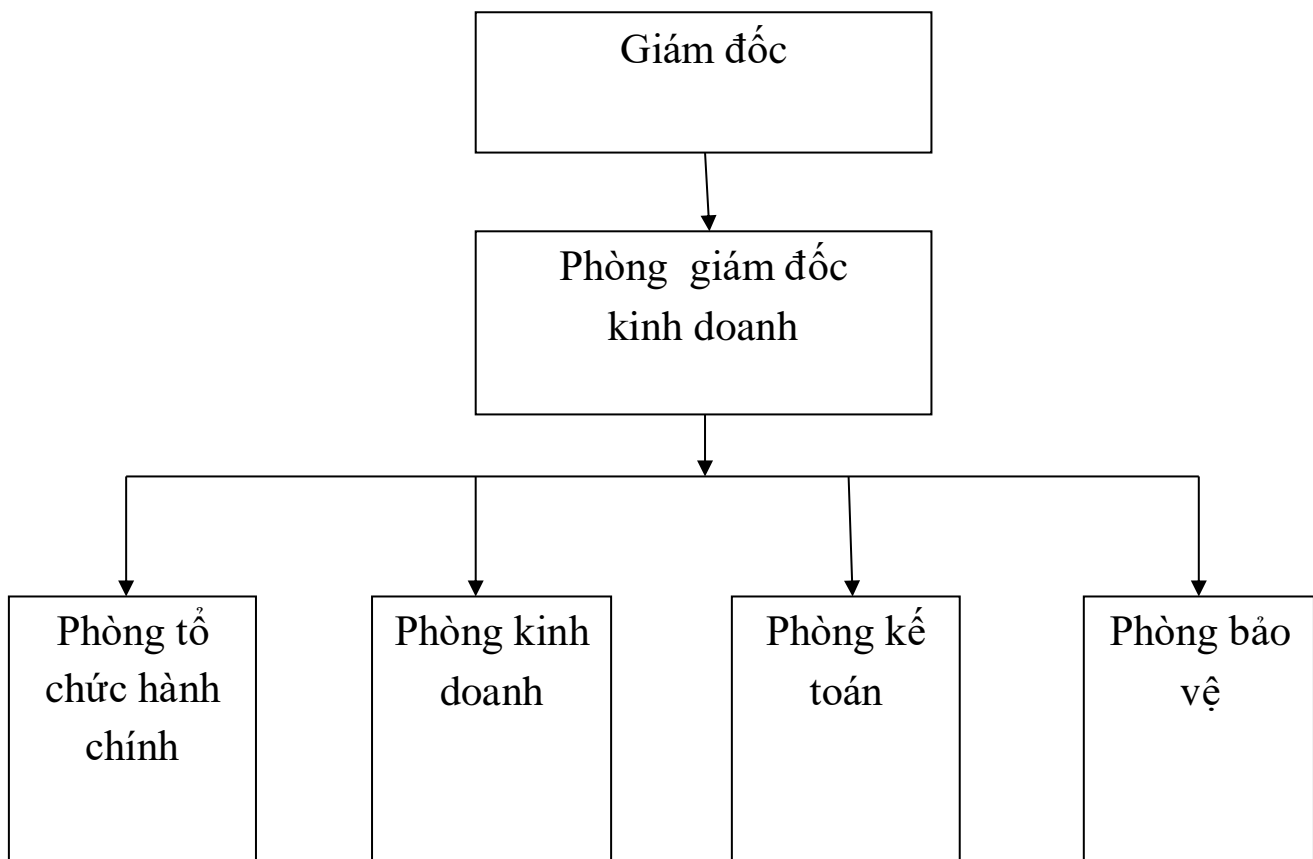 Giám đốc
Phòng giám đốc
kinh doanh
Phòng tổ
chức hành
chính
Phòng kinh
doanh
Phòng kế
toán
Phòng bảo
vệ